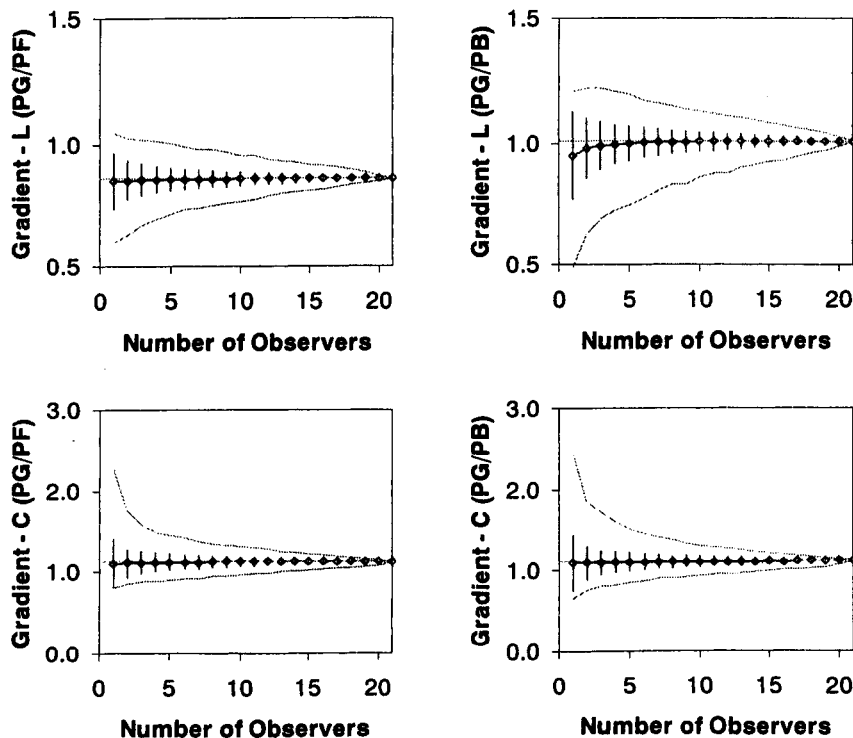 Gradient - L (PG/PF)
1.5
1.0
0.5
0 5 10 15 20
Number of Observers
Gradient - L (PG/PB)
1.5
1.0
0.5
0 5 10 15 20
Number of Observers
Gradient - C (PG/PF)
3.0
2.0
1.0
0.0
0 5 10 15 20
Number of Observers
Gradient - C (PG/PB)
3.0
2.0
1.0
0.0
0 5 10 15 20
Number of Observers